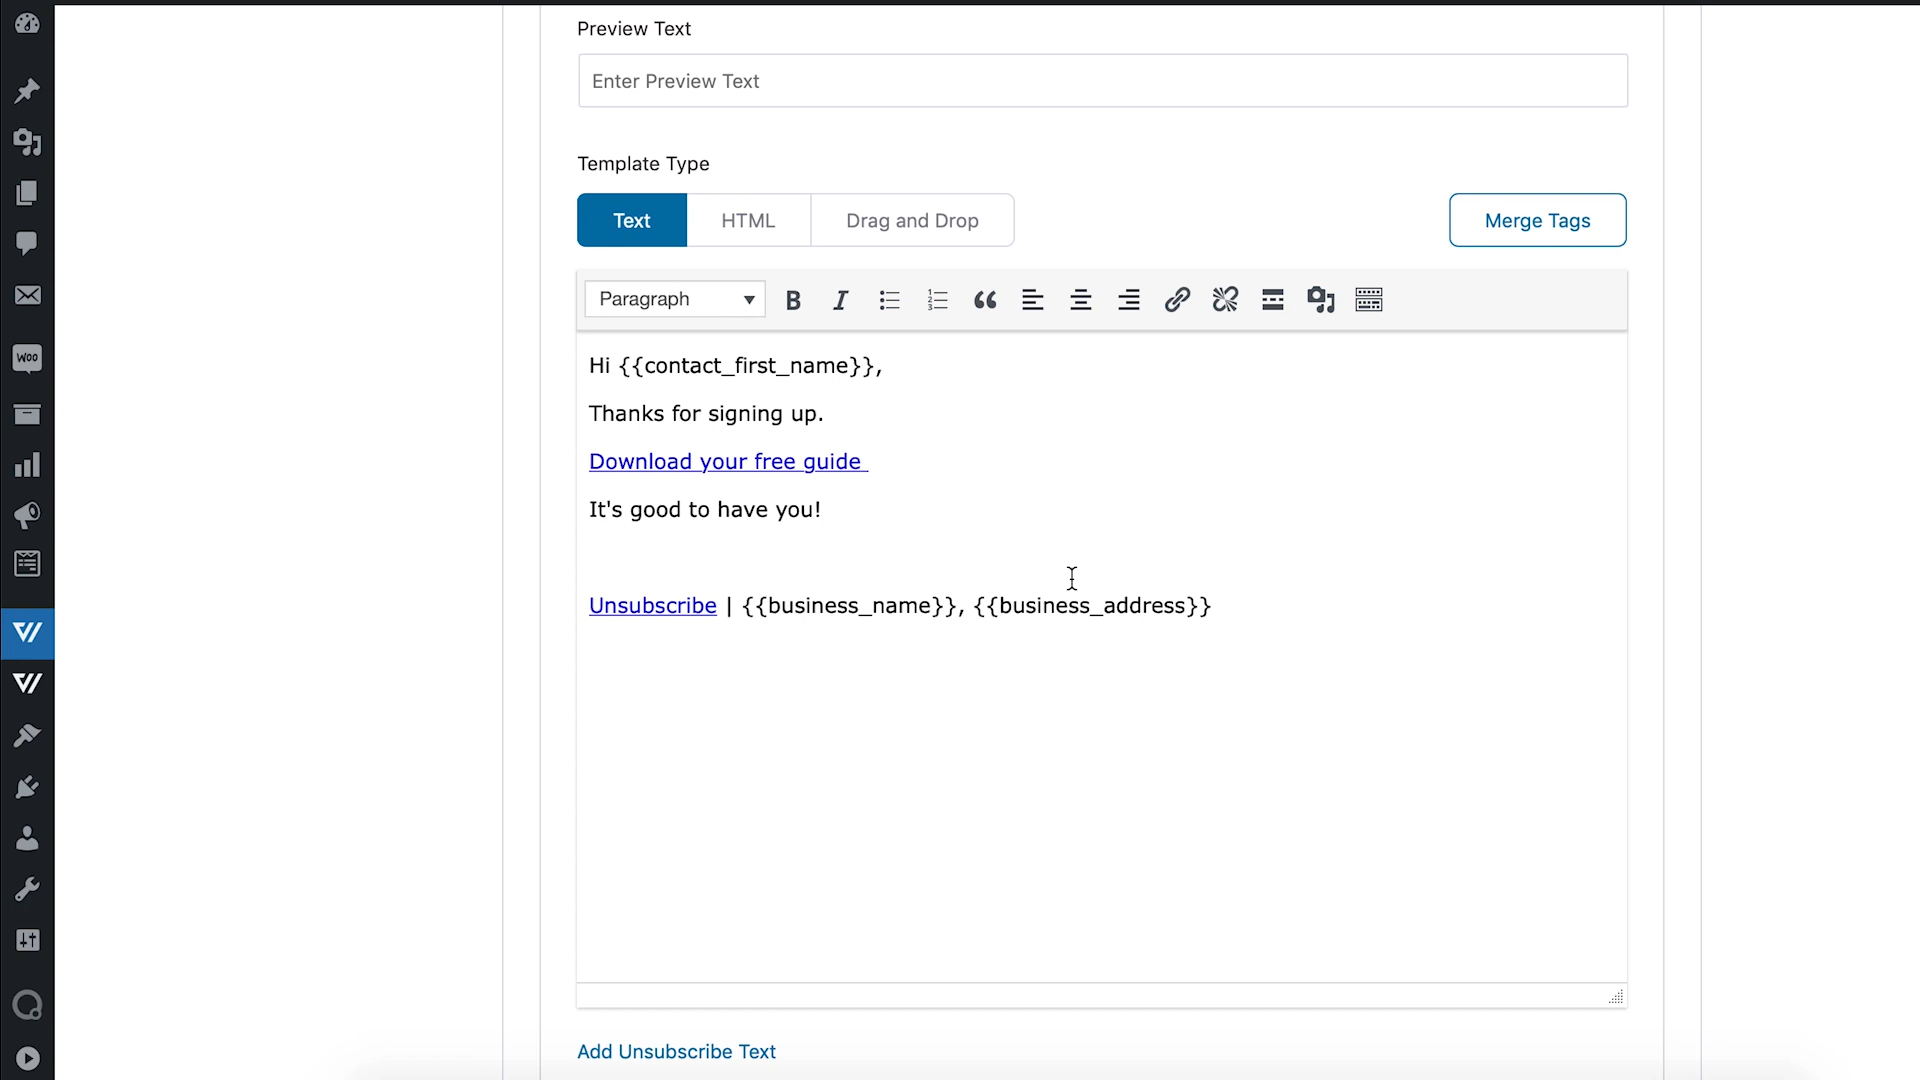 Preview Text
Enter Preview Text
Template Type
Text HTML Drag and Drop Merge Tags
Paragraph B I
Hi {{contact_first_name}},
Thanks for signing up.
Download your free guide
It's good to have you!
Woo
Unsubscribe | {{business_name}}, {{business_address}}
Add Unsubscribe Text